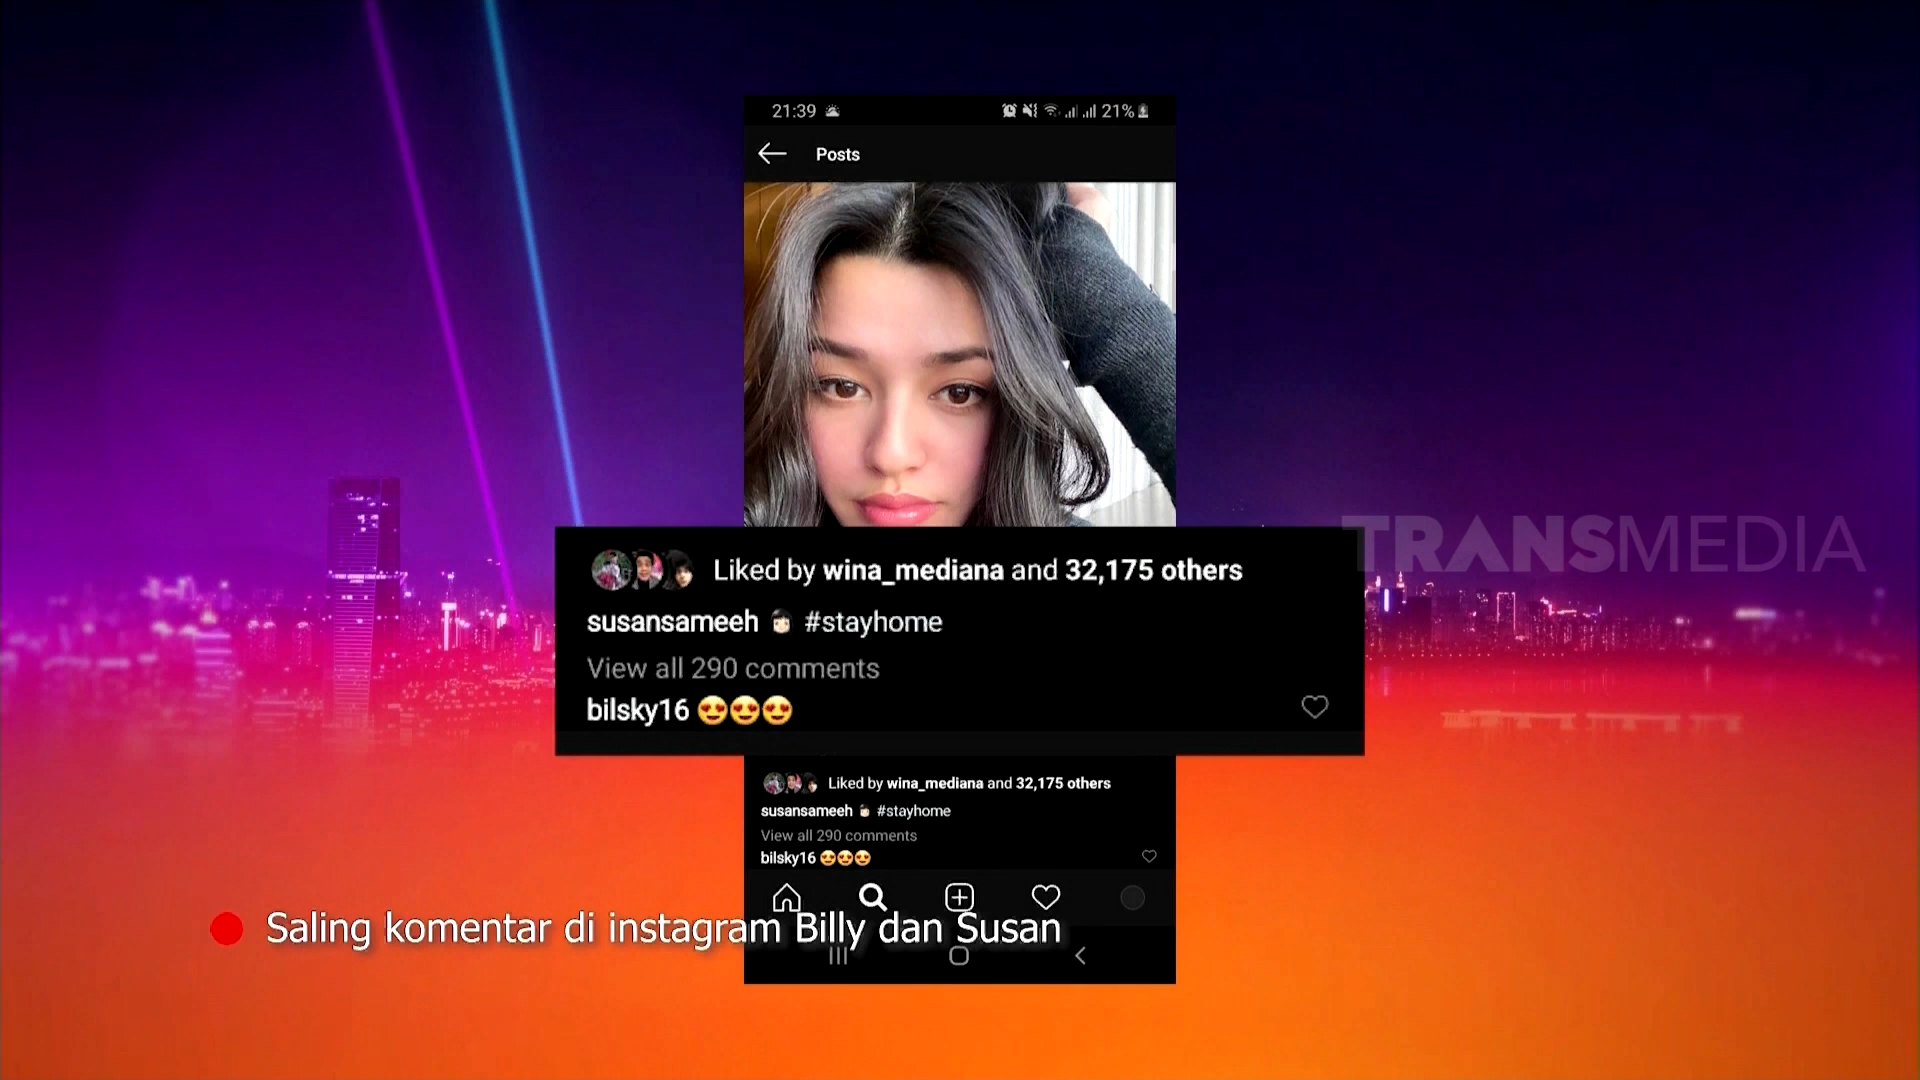 21:39
21%
Posts
TRANSMEDIA
Liked by wina_mediana and 32,175 others
susansameeh 👩🏻 #stayhome
View all 290 comments
bilsky16 😍😍😍
Liked by wina_mediana and 32,175 others
susansameeh 👩🏻 #stayhome
View all 290 comments
bilsky16 😍😍😍
Saling komentar di instagram Billy dan Susan